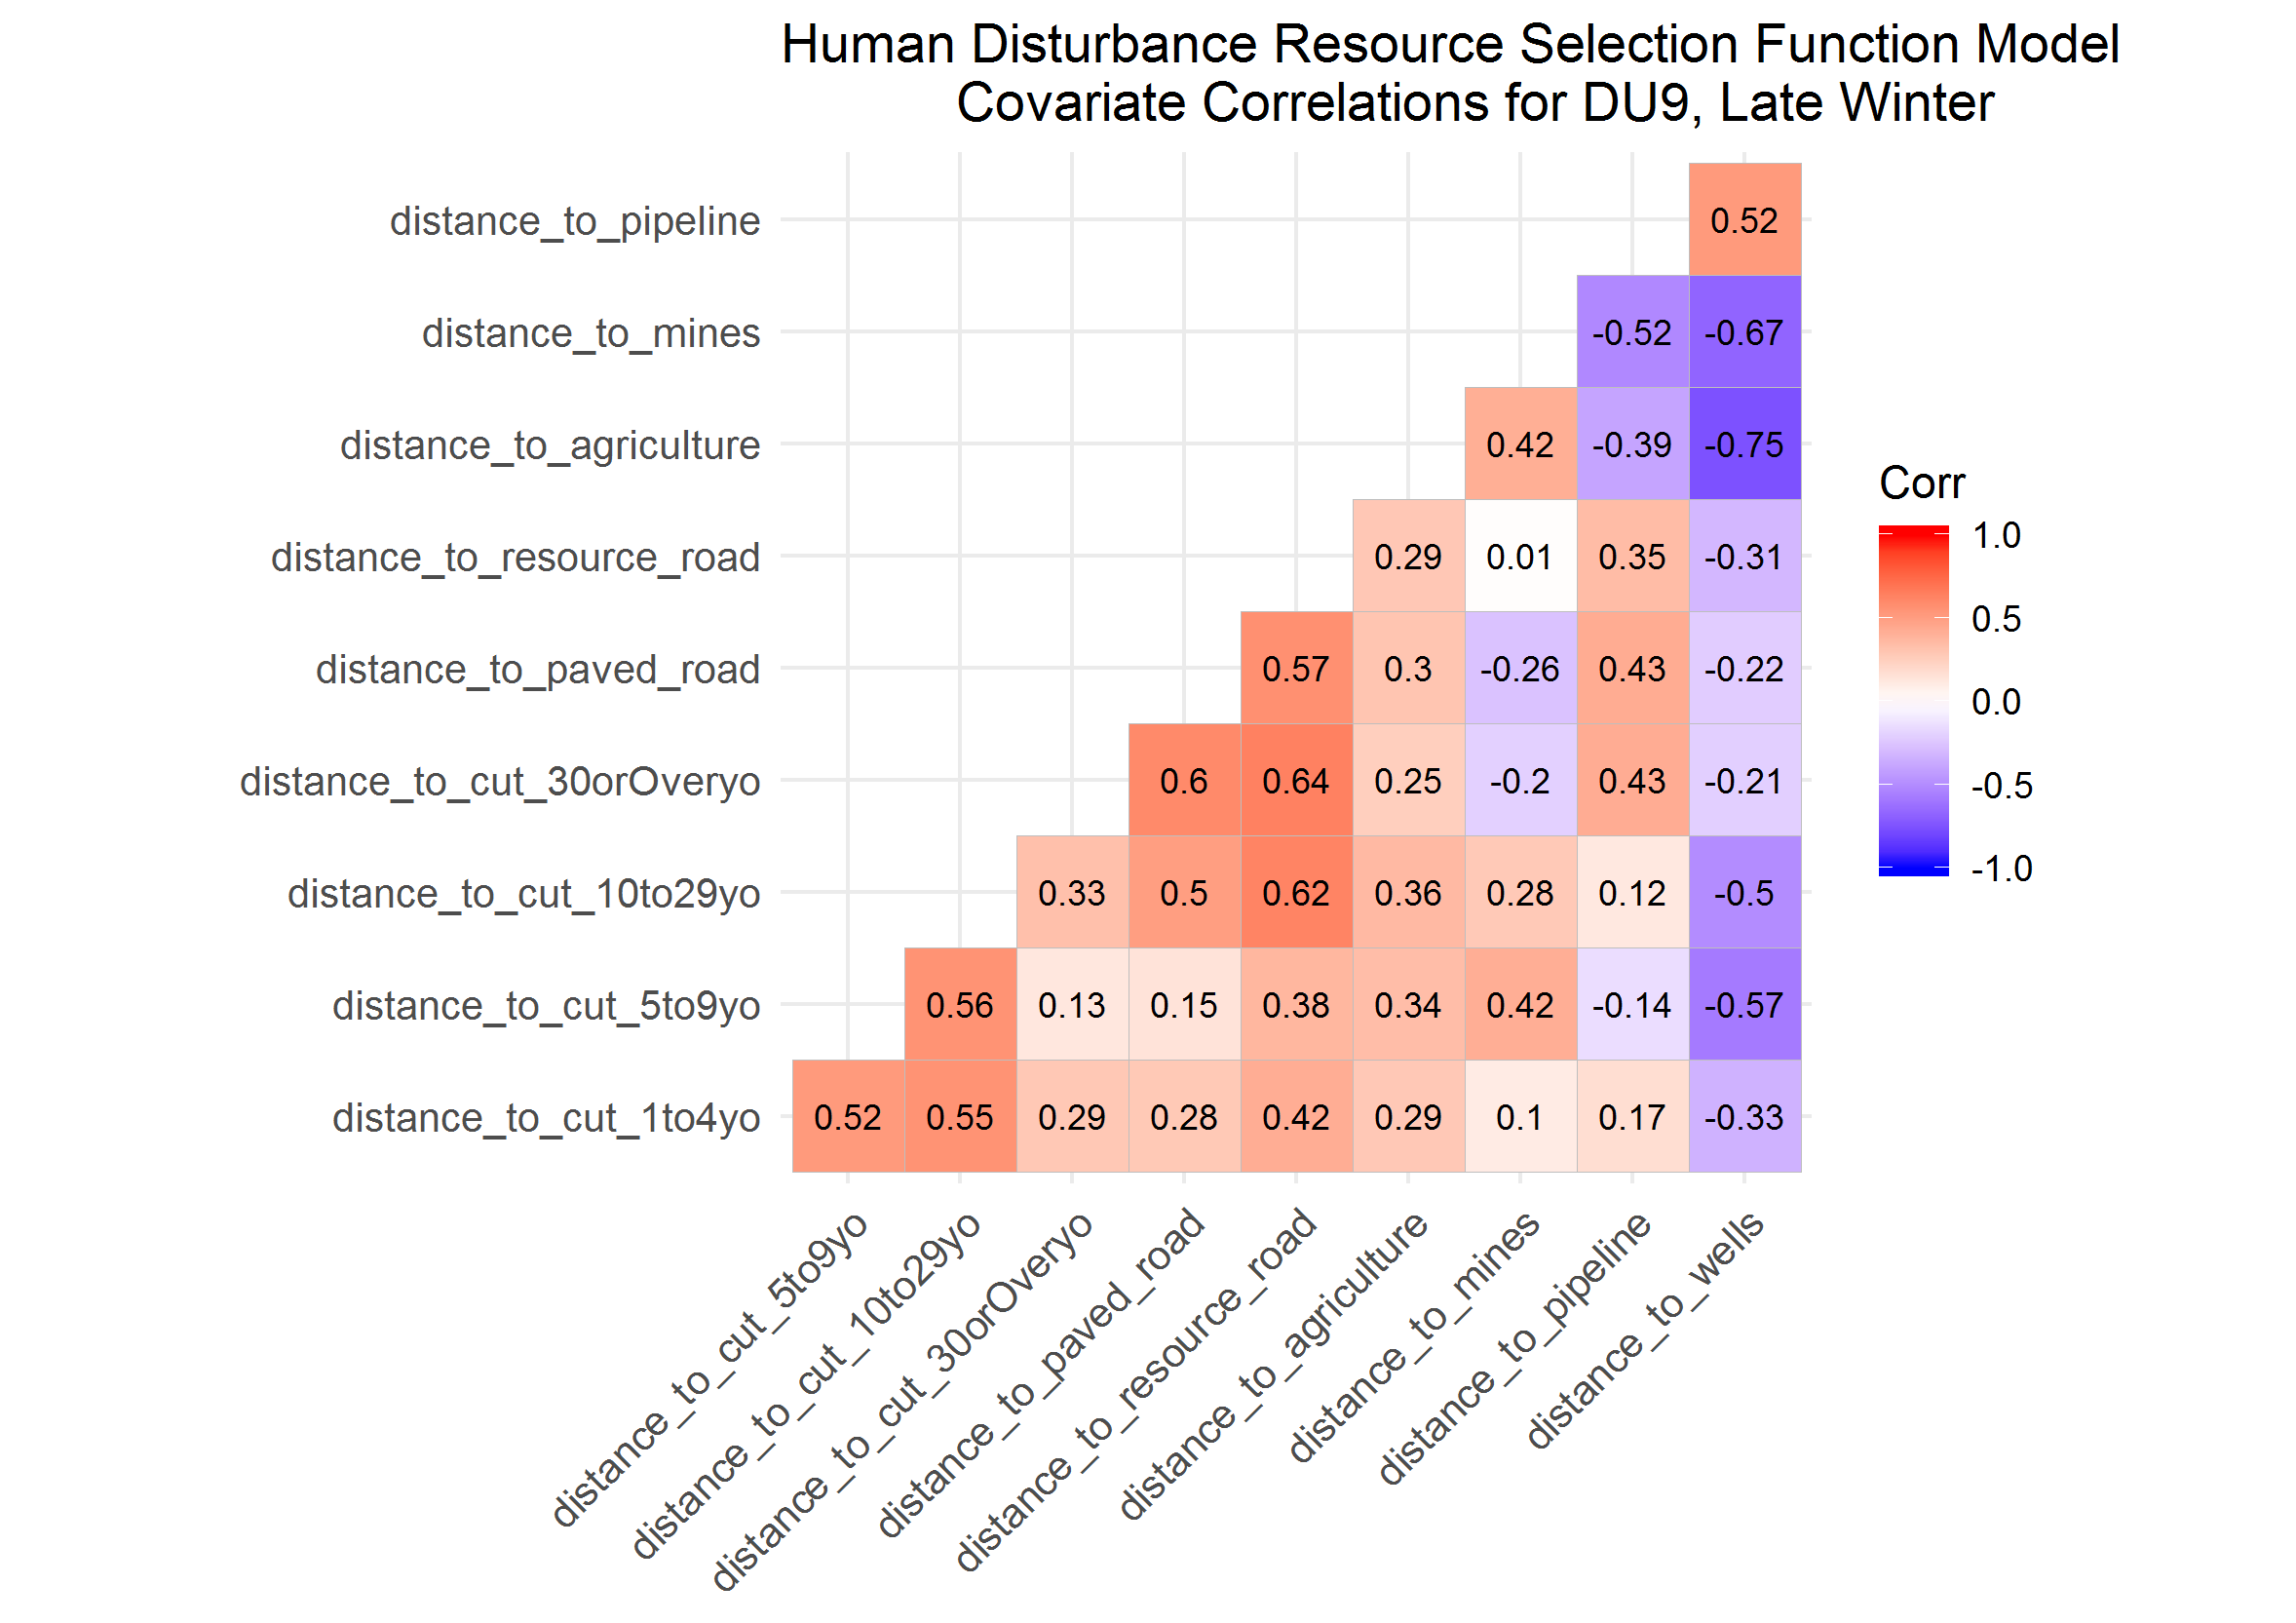 Human Disturbance Resource Selection Function Model
Covariate Correlations for DU9, Late Winter
distance_to_pipeline
0.52
distance_to_mines
-0.52 -0.67
distance_to_agriculture
0.42 -0.39 -0.75
distance_to_resource_road
0.29 0.01 0.35 -0.31
distance_to_paved_road
0.57 0.3 -0.26 0.43 -0.22
distance_to_cut_30orOveryo
0.6 0.64 0.25 -0.2 0.43 -0.21
distance_to_cut_10to29yo
0.33 0.5 0.62 0.36 0.28 0.12 -0.5
distance_to_cut_5to9yo
0.56 0.13 0.15 0.38 0.34 0.42 -0.14 -0.57
distance_to_cut_1to4yo
0.52 0.55 0.29 0.28 0.42 0.29 0.1 0.17 -0.33
distance_to_cut_5to9yo
distance_to_cut_10to29yo
distance_to_cut_30orOveryo
distance_to_paved_road
distance_to_resource_road
distance_to_agriculture
distance_to_mines
distance_to_pipeline
distance_to_wells
Corr
1.0
0.5
0.0
-0.5
-1.0